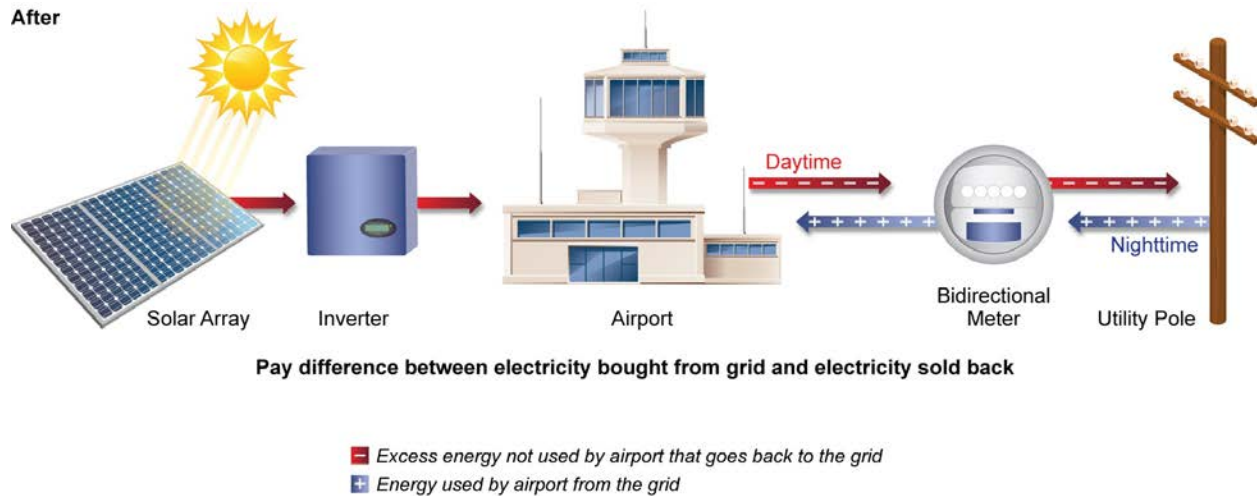 After
Daytime
Nighttime
Solar Array
Inverter
Airport
Bidirectional
Meter
Utility Pole
Pay difference between electricity bought from grid and electricity sold back
Excess energy not used by airport that goes back to the grid
Energy used by airport from the grid